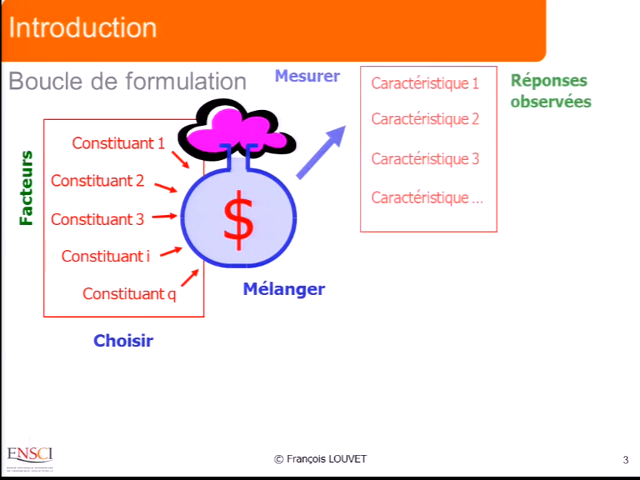 Introduction
Boucle de formulation
Mesurer
Caractéristique 1
Caractéristique 2
Caractéristique 3
Caractéristique ...
Réponses
observées
Facteurs
Constituant 1
Constituant 2
Constituant 3
Constituant i
Constituant q
$
Mélanger
Choisir
ENSCI
© François LOUVET
3